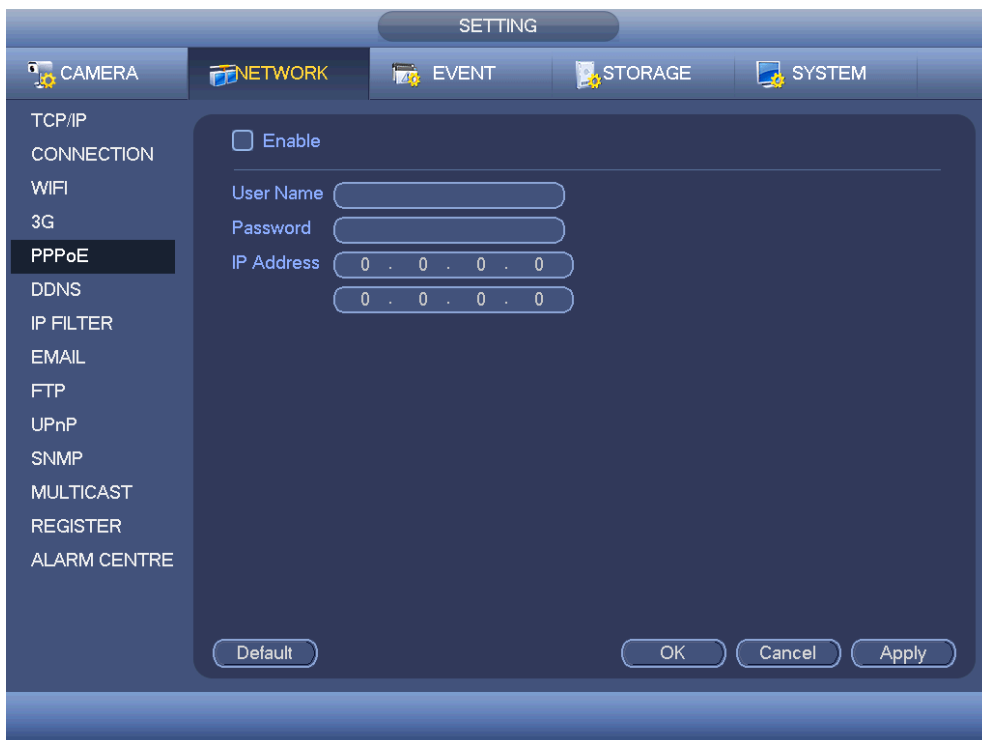 SETTING
CAMERA NETWORK EVENT STORAGE SYSTEM
TCP/IP
CONNECTION
WIFI
3G
PPPoE
DDNS
IP FILTER
EMAIL
FTP
UPnP
SNMP
MULTICAST
REGISTER
ALARM CENTRE
Enable
User Name
Password
IP Address 0 . 0 . 0 . 0
0 . 0 . 0 . 0
Default OK Cancel Apply